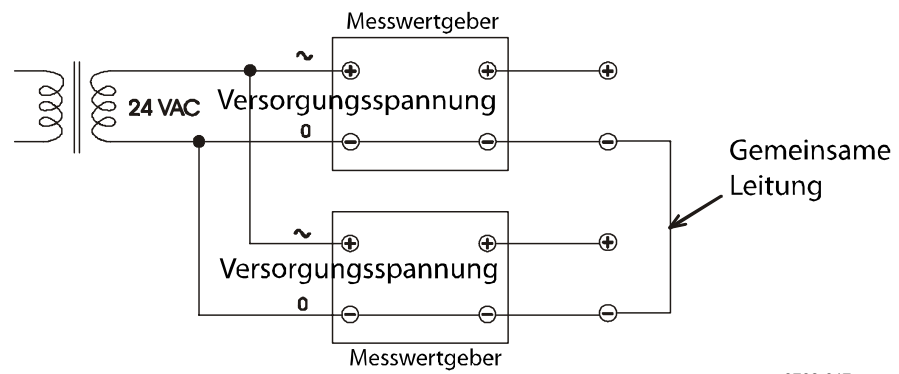 Messwertgeber
~
+
+
+
24 VAC
Versorgungsspannung
0
-
-
-
Gemeinsame
Leitung
~
+
+
+
Versorgungsspannung
0
-
-
-
Messwertgeber